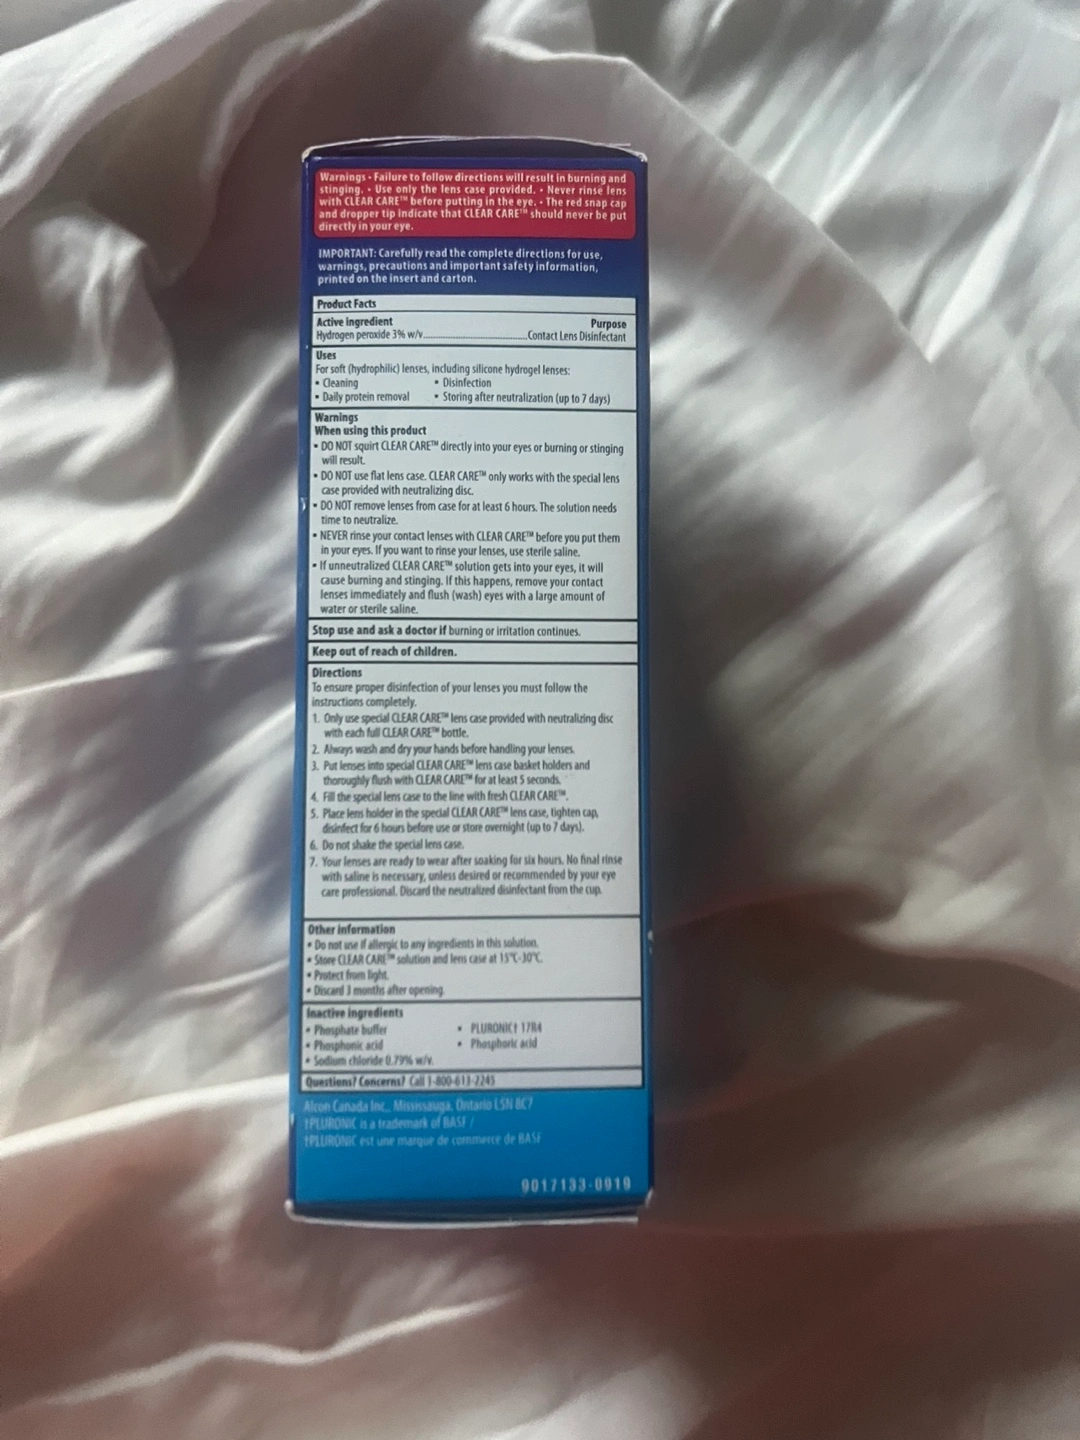 Warnings • Failure to follow directions will result in burning and
stinging. • Use only the lens case provided. • Never rinse lens
with CLEAR CARE™ before putting in the eye. • The red snap cap
and dropper tip indicate that CLEAR CARE™ should never be put
directly in your eye.
IMPORTANT: Carefully read the complete directions for use,
warnings, precautions and important safety information,
printed on the insert and carton.
Product Facts
Active ingredient Purpose
Hydrogen peroxide 3% w/v..............................Contact Lens Disinfectant
Uses
For soft (hydrophilic) lenses, including silicone hydrogel lenses:
• Cleaning • Disinfection
• Daily protein removal • Storing after neutralization (up to 7 days)
Warnings
When using this product
• DO NOT squirt CLEAR CARE™ directly into your eyes or burning or stinging
will result.
• DO NOT use flat lens case. CLEAR CARE™ only works with the special lens
case provided with neutralizing disc.
• DO NOT remove lenses from case for at least 6 hours. The solution needs
time to neutralize.
• NEVER rinse your contact lenses with CLEAR CARE™ before you put them
in your eyes. If you want to rinse your lenses, use sterile saline.
• If unneutralized CLEAR CARE™ solution gets into your eyes, it will
cause burning and stinging. If this happens, remove your contact
lenses immediately and flush (wash) eyes with a large amount of
water or sterile saline.
Stop use and ask a doctor if burning or irritation continues.
Keep out of reach of children.
Directions
To ensure proper disinfection of your lenses you must follow the
instructions completely.
1. Only use special CLEAR CARE™ lens case provided with neutralizing disc
with each full CLEAR CARE™ bottle.
2. Always wash and dry your hands before handling your lenses.
3. Put lenses into special CLEAR CARE™ lens case basket holders and
thoroughly flush with CLEAR CARE™ for at least 5 seconds.
4. Fill the special lens case to the line with fresh CLEAR CARE™.
5. Place lens holder in the special CLEAR CARE™ lens case, tighten cap,
disinfect for 6 hours before use or store overnight (up to 7 days).
6. Do not shake the special lens case.
7. Your lenses are ready to wear after soaking for six hours. No final rinse
with saline is necessary, unless desired or recommended by your eye
care professional. Discard the neutralized disinfectant from the cup.
Other information
• Do not use if allergic to any ingredients in this solution.
• Store CLEAR CARE™ solution and lens case at 15°C-30°C.
• Protect from light.
• Discard 3 months after opening.
Inactive ingredients
• Phosphate buffer • PLURONIC† 17R4
• Phosphonic acid • Phosphoric acid
• Sodium chloride 0.79% w/v.
Questions? Concerns? Call 1-800-613-2245
Alcon Canada Inc., Mississauga, Ontario L5N 8C7
†PLURONIC is a trademark of BASF /
†PLURONIC est une marque de commerce de BASF
9017133-0919